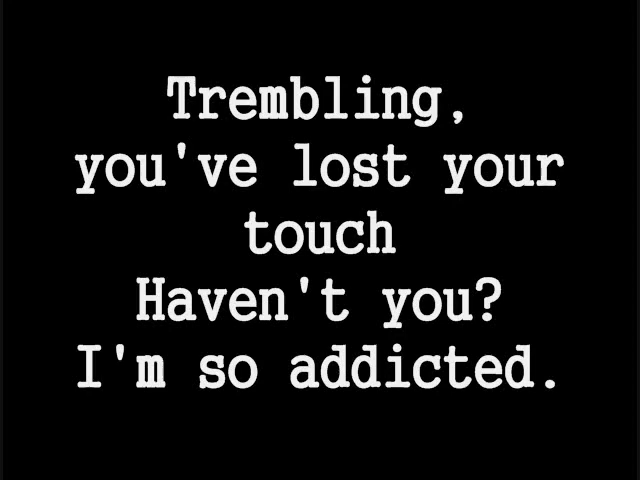 Trembling,
you've lost your
touch
Haven't you?
I'm so addicted.